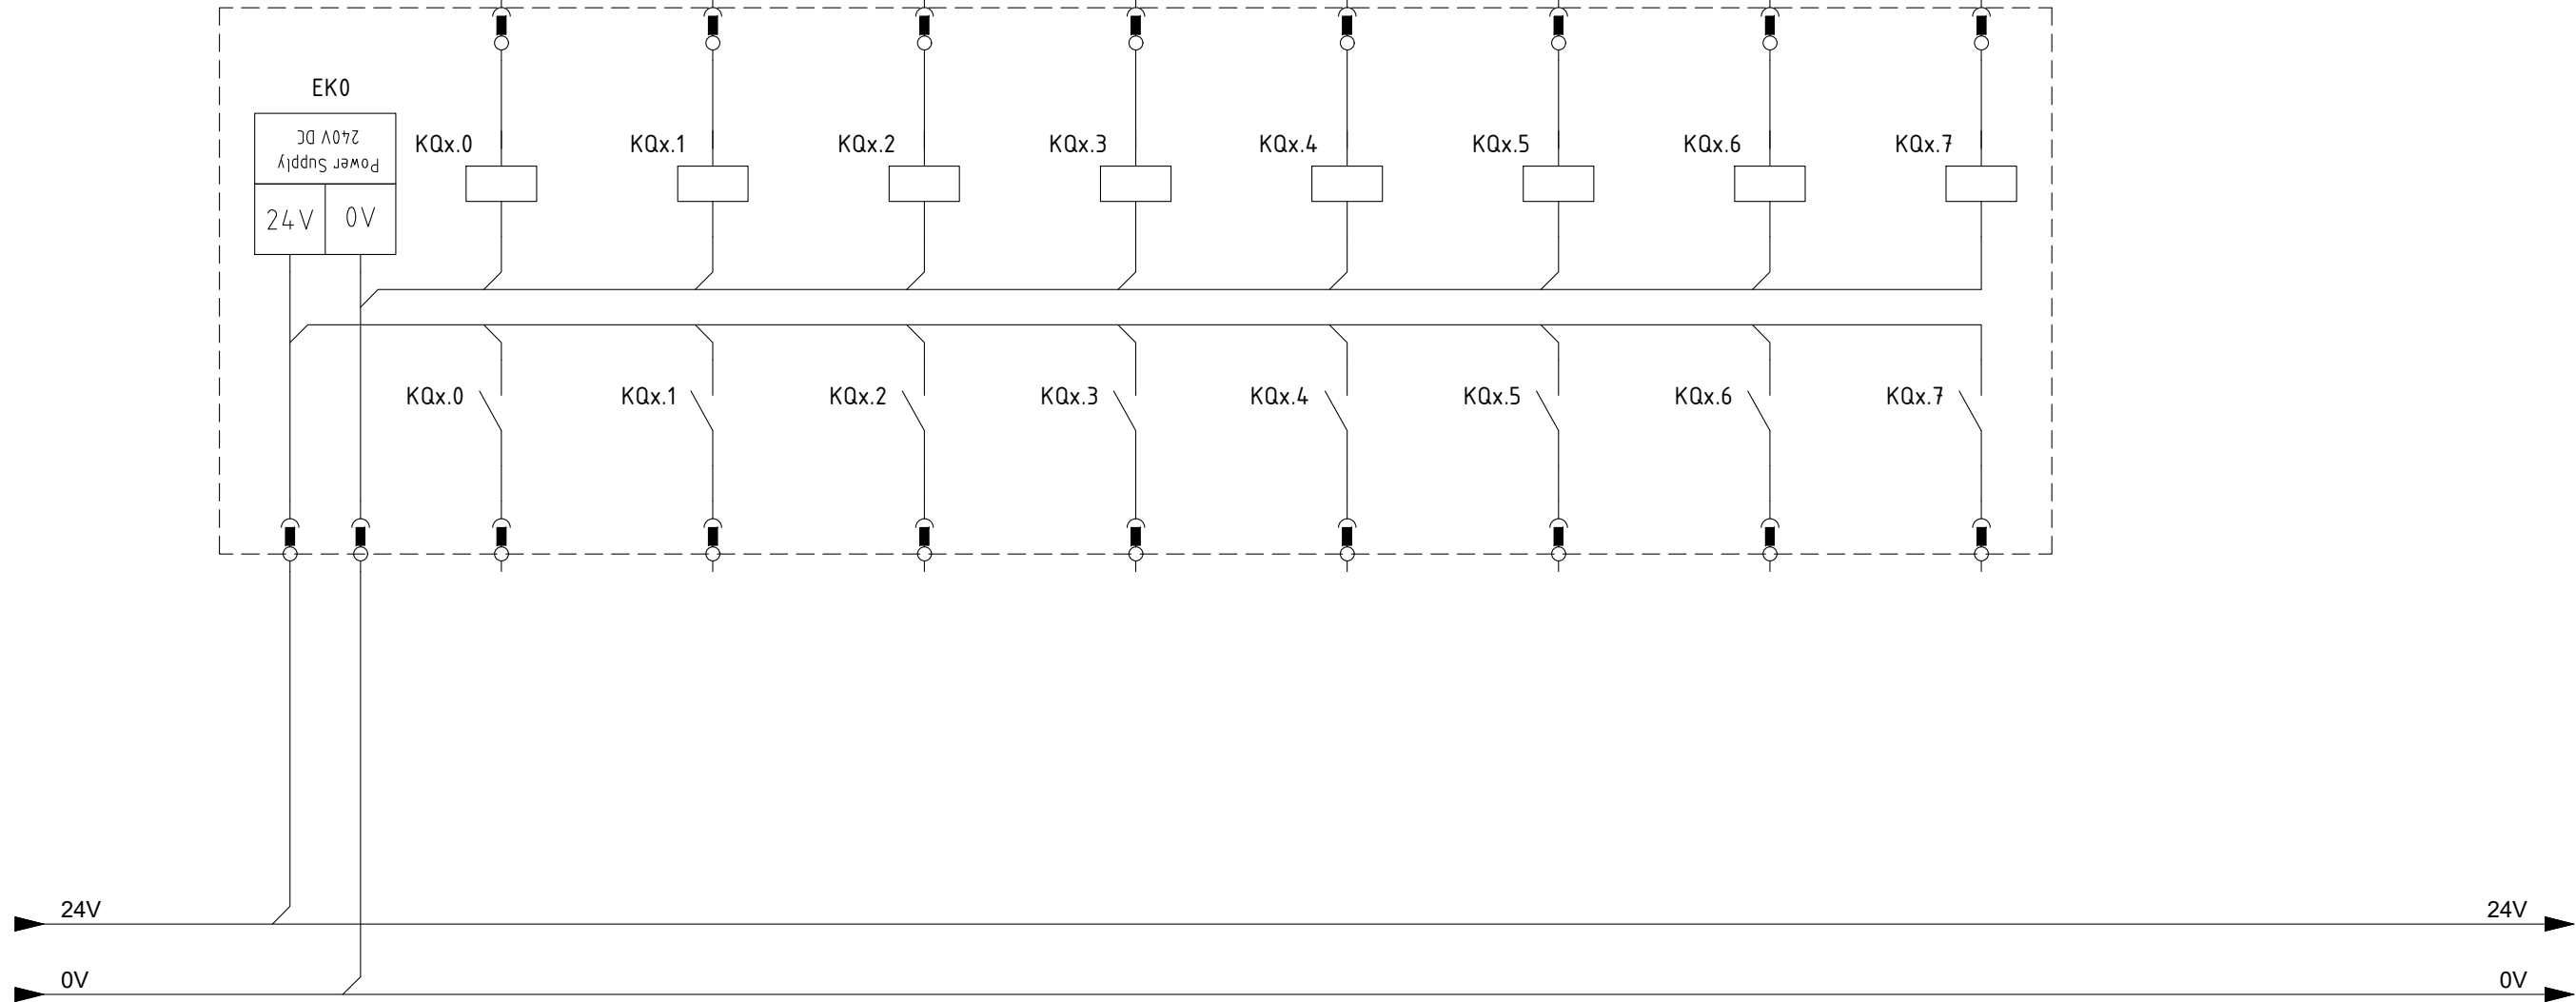 EK0
240V DC
Power Supply
24V 0V
KQx.0 KQx.1 KQx.2 KQx.3 KQx.4 KQx.5 KQx.6 KQx.7
KQx.0 KQx.1 KQx.2 KQx.3 KQx.4 KQx.5 KQx.6 KQx.7
24V 24V
0V 0V